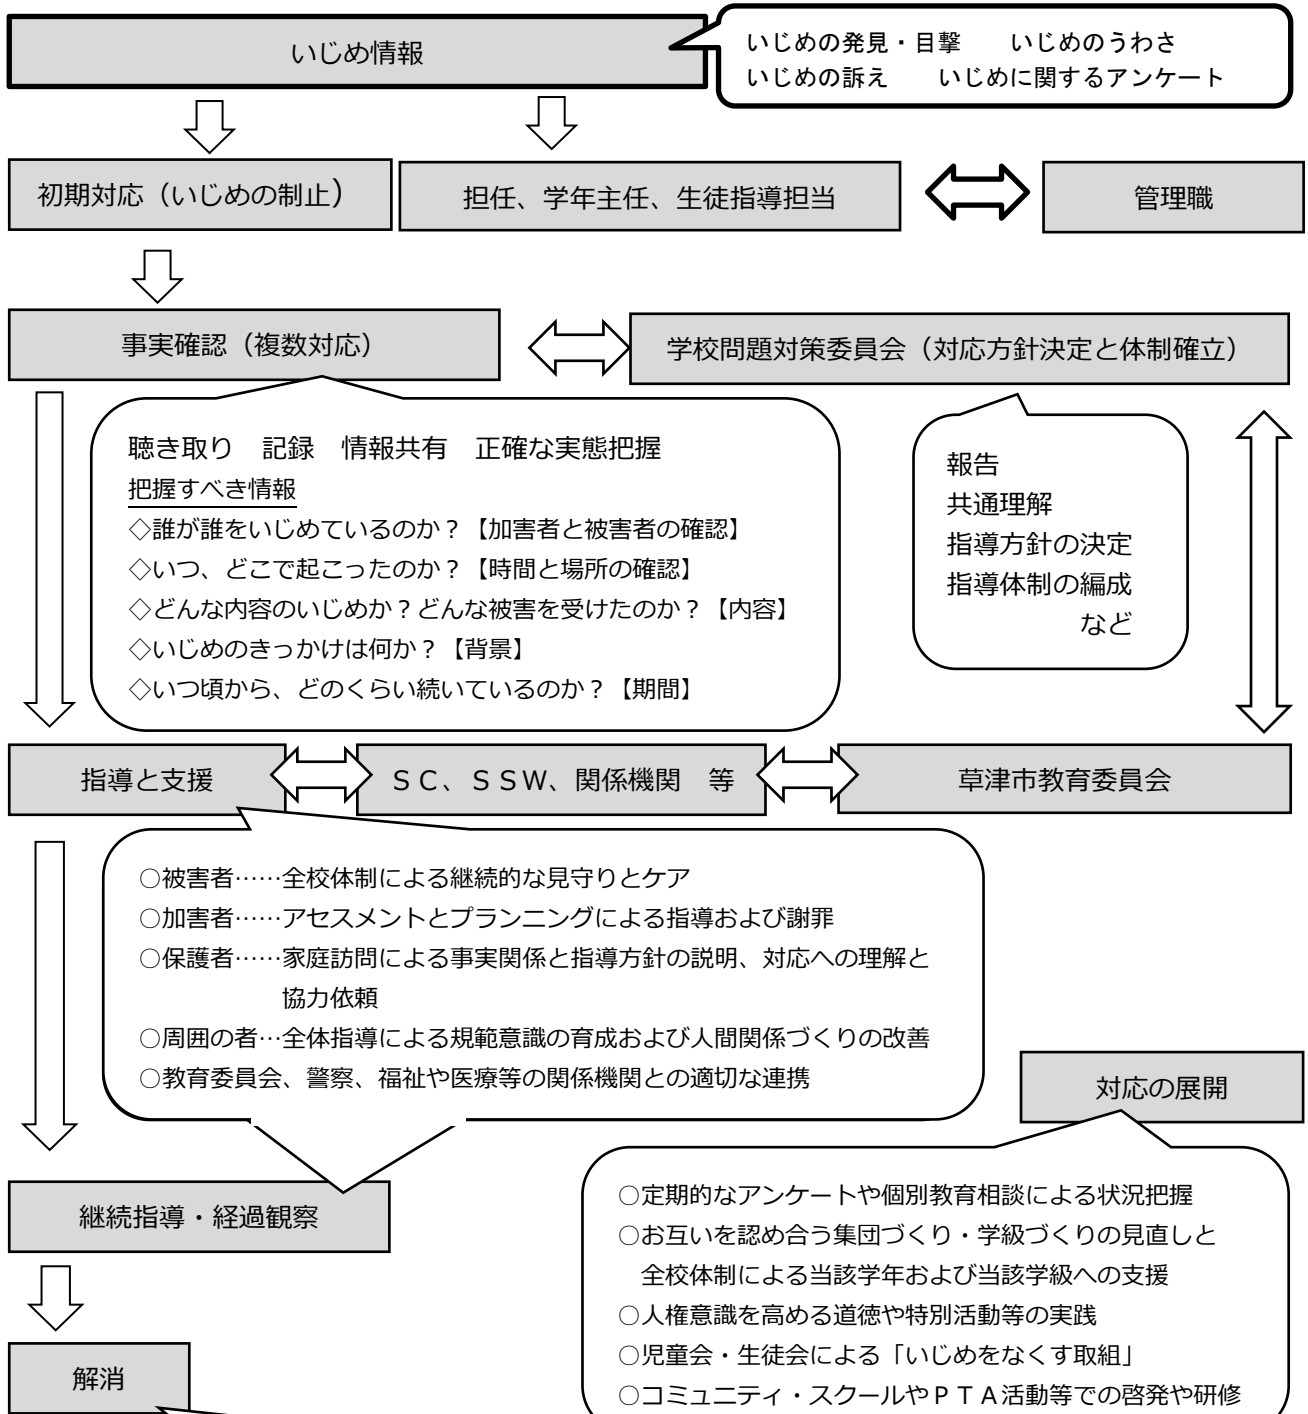 いじめ情報
いじめの発見・目撃　　いじめのうわさ
いじめの訴え　　いじめに関するアンケート
初期対応（いじめの制止）
担任、学年主任、生徒指導担当
管理職
事実確認（複数対応）
学校問題対策委員会（対応方針決定と体制確立）
聴き取り　記録　情報共有　正確な実態把握
把握すべき情報
◇誰が誰をいじめているのか？【加害者と被害者の確認】
◇いつ、どこで起こったのか？【時間と場所の確認】
◇どんな内容のいじめか？どんな被害を受けたのか？【内容】
◇いじめのきっかけは何か？【背景】
◇いつ頃から、どのくらい続いているのか？【期間】
報告
共通理解
指導方針の決定
指導体制の編成
など
指導と支援
ＳＣ、ＳＳＷ、関係機関　等
草津市教育委員会
○被害者……全校体制による継続的な見守りとケア
○加害者……アセスメントとプランニングによる指導および謝罪
○保護者……家庭訪問による事実関係と指導方針の説明、対応への理解と
協力依頼
○周囲の者…全体指導による規範意識の育成および人間関係づくりの改善
○教育委員会、警察、福祉や医療等の関係機関との適切な連携
対応の展開
継続指導・経過観察
○定期的なアンケートや個別教育相談による状況把握
○お互いを認め合う集団づくり・学級づくりの見直しと
全校体制による当該学年および当該学級への支援
○人権意識を高める道徳や特別活動等の実践
○児童会・生徒会による「いじめをなくす取組」
○コミュニティ・スクールやＰＴＡ活動等での啓発や研修
解消